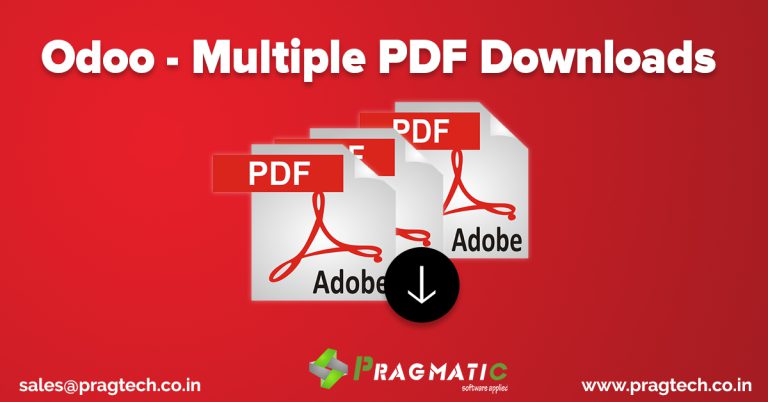 Odoo - Multiple PDF Downloads
PDF
PDF
Adobe
Adobe
PRAGMATIC
software applied
sales@pragtech.co.in
www.pragtech.co.in